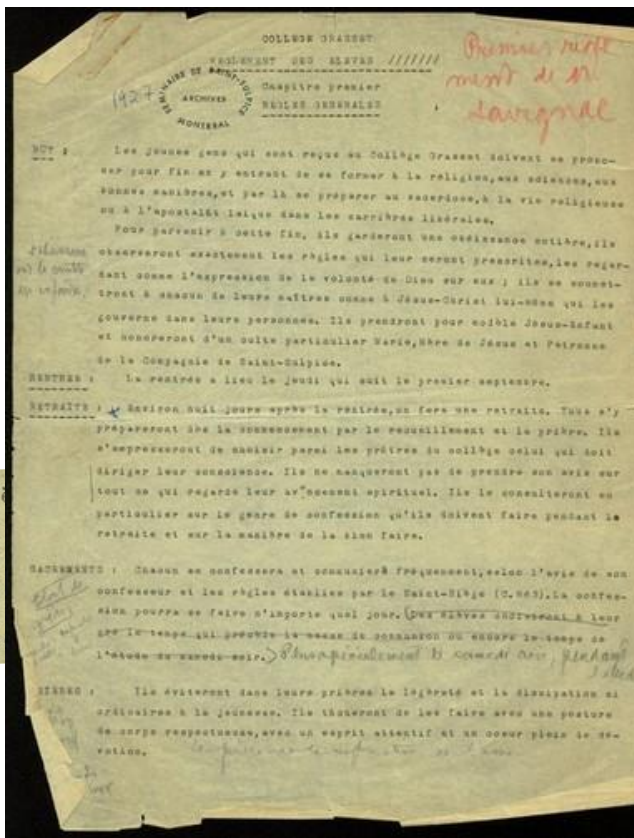 COLLEGE GRASSET
REGLEMENT DES ELEVES ///////
Premier règle
ment de M
Lavignde
1927
SEMINAIRE DE SAINT-SULPICE
ARCHIVES
MONTREAL
Chapitre premier
REGLES GENERALES
BUT : Les jeunes gens qui sont reçus au Collège Grasset doivent se propo-
ser pour fin en y entrant de se former à la religion, aux sciences, aux
bonnes manières, et par là se préparer au sacerdoce, à la vie religieuse
ou à l'apostolat laïque dans les carrières libérales.
Pour parvenir à cette fin, ils garderont une obéissance entière, ils
observeront exactement les règles qui leur seront prescrites, les regar-
dant comme l'expression de la volonté de Dieu sur eux ; ils se soumet-
tront à chacun de leurs maîtres comme à Jésus-Christ lui-même qui les
gouverne dans leurs personnes. Ils prendront pour modèle Jésus-Enfant
et honoreront d'un culte particulier Marie, Mère de Jésus et Patronne
de la Compagnie de Saint-Sulpice.
RENTREE : La rentrée a lieu le jeudi qui suit le premier septembre.
RETRAITE : Environ huit jours après la rentrée, on fera une retraite. Tous s'y
prépareront dès le commencement par le recueillement et la prière. Ils
s'empresseront de choisir parmi les prêtres du collège celui qui doit
diriger leur conscience. Ils ne manqueront pas de prendre son avis sur
tout ce qui regarde leur avancement spirituel. Ils le consulteront en
particulier sur le genre de confession qu'ils doivent faire pendant la
retraite et sur la manière de la bien faire.
SACREMENTS : Chacun se confessera et communiera fréquemment, selon l'avis de son
confesseur et les règles établies par le Saint-Siège (C.863). La confes-
sion pourra se faire n'importe quel jour. (Des élèves choisiront à leur
gré le temps qui précède la messe de communion ou encore le temps de
l'étude du samedi soir.) Plus spécialement le samedi soir, pendant
l'étude
Ils éviteront dans leurs prières la légèreté et la dissipation si
ordinaires à la jeunesse. Ils tâcheront de les faire avec une posture
de corps respectueuse, avec un esprit attentif et un coeur plein de dé-
votion.